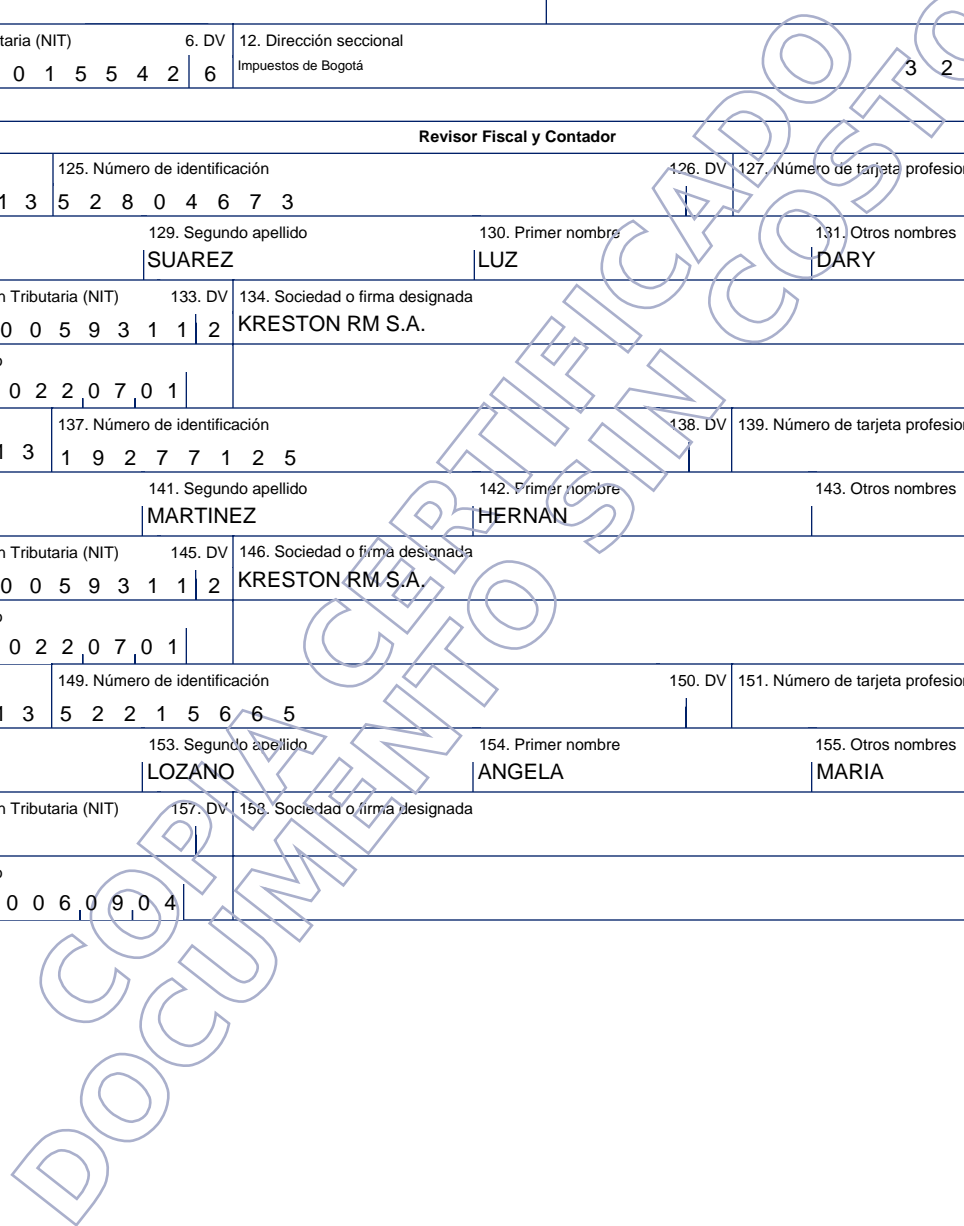 taria (NIT) 6. DV 12. Dirección seccional
0 1 5 5 4 2 6 Impuestos de Bogotá 3 2
Revisor Fiscal y Contador
125. Número de identificación 126. DV 127. Número de tarjeta profesion
1 3 5 2 8 0 4 6 7 3
129. Segundo apellido 130. Primer nombre 131. Otros nombres
SUAREZ LUZ DARY
n Tributaria (NIT) 133. DV 134. Sociedad o firma designada
0 0 5 9 3 1 1 2 KRESTON RM S.A.
o
0 2 2 0 7 0 1
137. Número de identificación 138. DV 139. Número de tarjeta profesion
1 3 1 9 2 7 7 1 2 5
141. Segundo apellido 142. Primer nombre 143. Otros nombres
MARTINEZ HERNAN
n Tributaria (NIT) 145. DV 146. Sociedad o firma designada
0 0 5 9 3 1 1 2 KRESTON RM S.A.
o
0 2 2 0 7 0 1
149. Número de identificación 150. DV 151. Número de tarjeta profesion
1 3 5 2 2 1 5 6 6 5
153. Segundo apellido 154. Primer nombre 155. Otros nombres
LOZANO ANGELA MARIA
n Tributaria (NIT) 157. DV 158. Sociedad o firma designada
o
0 0 6 0 9 0 4
COPIA CERTIFICADO
DOCUMENTO SIN COSTO